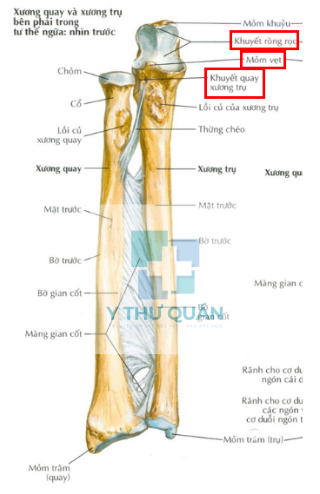 Xương quay và xương trụ
bên phải trong
tư thế ngửa: nhìn trước
Mỏm khuỷu
Khuyết ròng rọc
Mỏm vẹt
Chỏm
Khuyết quay
xương trụ
Cổ
Lồi củ của xương trụ
Lồi củ
xương quay
Thừng chéo
Xương quay
Xương trụ
Xương qua
Mặt trước
Mặt trước
Bờ trước
Bờ trước
Màng gian c
Bờ gian cốt
Bờ
gian cốt
Y THƯ QUÁN
Màng gian cốt
Rãnh cho cơ du
ngón cái d
Rãnh cho cơ du
các ngón v
cơ duỗi ngón t
Mỏm trâm (trụ)
Mỏm trâm
(quay)